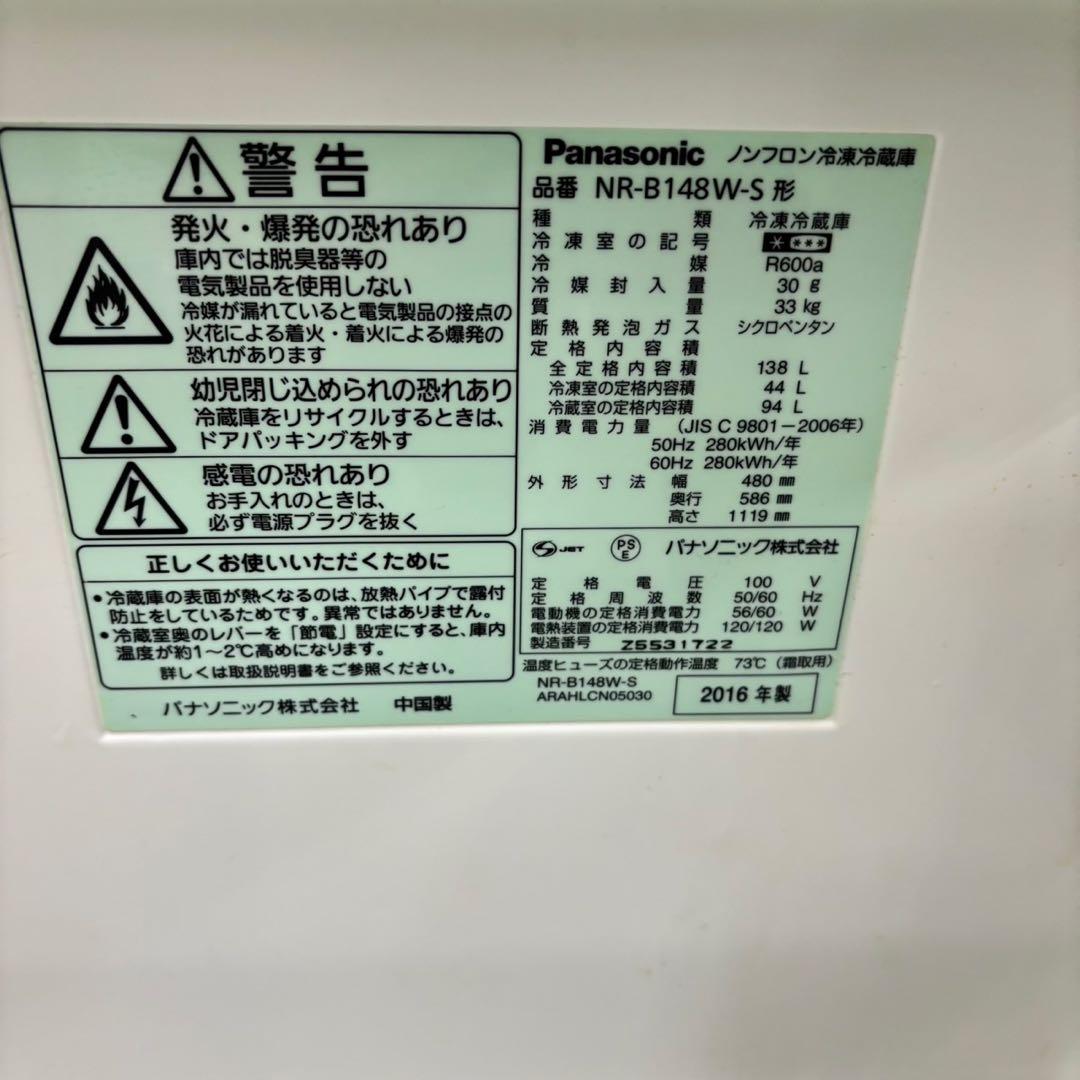 警告
発火・爆発の恐れあり
庫内では脱臭器等の
電気製品を使用しない
冷媒が漏れていると電気製品の接点の
火花による着火・着火による爆発の
恐れがあります
幼児閉じ込められの恐れあり
冷蔵庫をリサイクルするときは、
ドアパッキングを外す
感電の恐れあり
お手入れのときは、
必ず電源プラグを抜く
正しくお使いいただくために
•冷蔵庫の表面が熱くなるのは、放熱パイプで露付
防止をしているためです。異常ではありません。
•冷蔵室奥のレバーを「節電」設定にすると、庫内
温度が約1〜2℃高めになります。
詳しくは取扱説明書をご参照ください。
パナソニック株式会社 中国製
Panasonic ノンフロン冷凍冷蔵庫
品番 NR-B148W-S 形
種類 冷凍冷蔵庫
冷凍室の記号 * ***
冷媒 R600a
冷媒封入量 30 g
質量 33 kg
断熱発泡ガス シクロペンタン
定格内容積
全定格内容積 138 L
冷凍室の定格内容積 44 L
冷蔵室の定格内容積 94 L
消費電力量 (JIS C 9801-2006年)
50Hz 280kWh/年
60Hz 280kWh/年
外形寸法 幅 480 mm
奥行 586 mm
高さ 1119 mm
JET PS E パナソニック株式会社
定格電圧 100 V
定格周波数 50/60 Hz
電動機の定格消費電力 56/60 W
電熱装置の定格消費電力 120/120 W
製造番号 Z5531722
温度ヒューズの定格動作温度 73℃ (霜取用)
NR-B148W-S
ARAHLCN05030
2016 年製